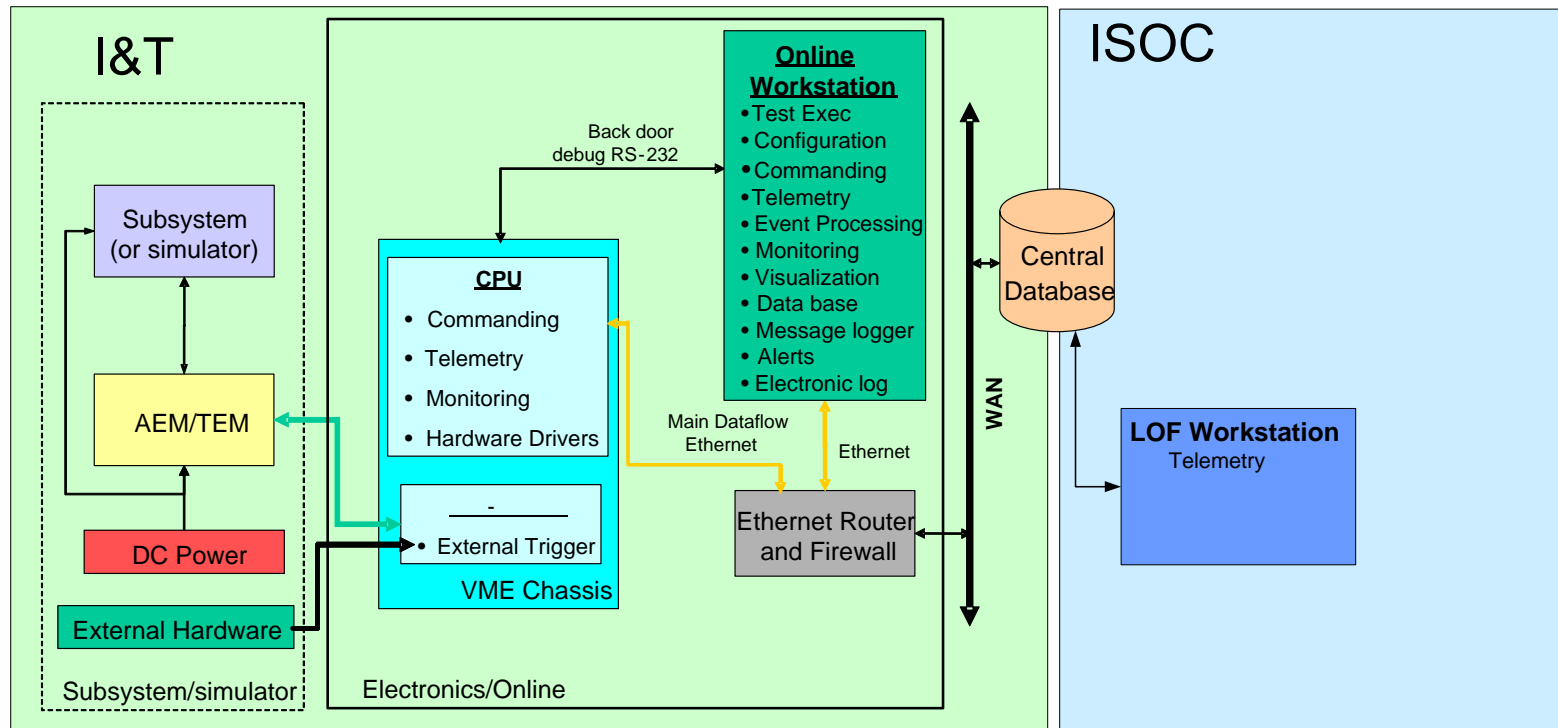 I&T
ISOC
Online
Workstation
• Test Exec
• Configuration
• Commanding
• Telemetry
• Event Processing
• Monitoring
• Visualization
• Data base
• Message logger
• Alerts
• Electronic log
Back door
debug RS-232
Subsystem
(or simulator)
AEM/TEM
DC Power
External Hardware
Subsystem/simulator
CPU
• Commanding
• Telemetry
• Monitoring
• Hardware Drivers
-
• External Trigger
VME Chassis
Main Dataflow
Ethernet
Ethernet
Ethernet Router
and Firewall
Electronics/Online
WAN
Central
Database
LOF Workstation
Telemetry